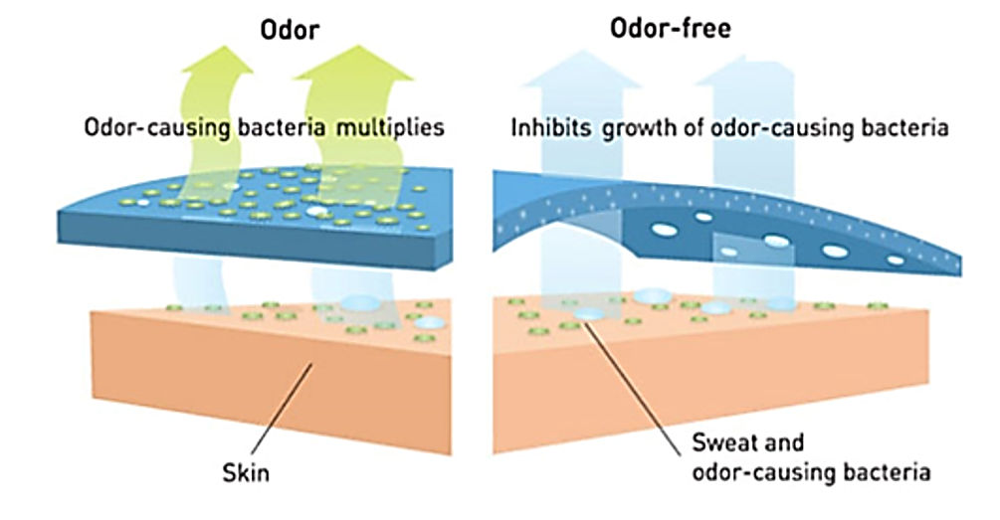 Odor
Odor-free
Odor-causing bacteria multiplies
Inhibits growth of odor-causing bacteria
Skin
Sweat and
odor-causing bacteria